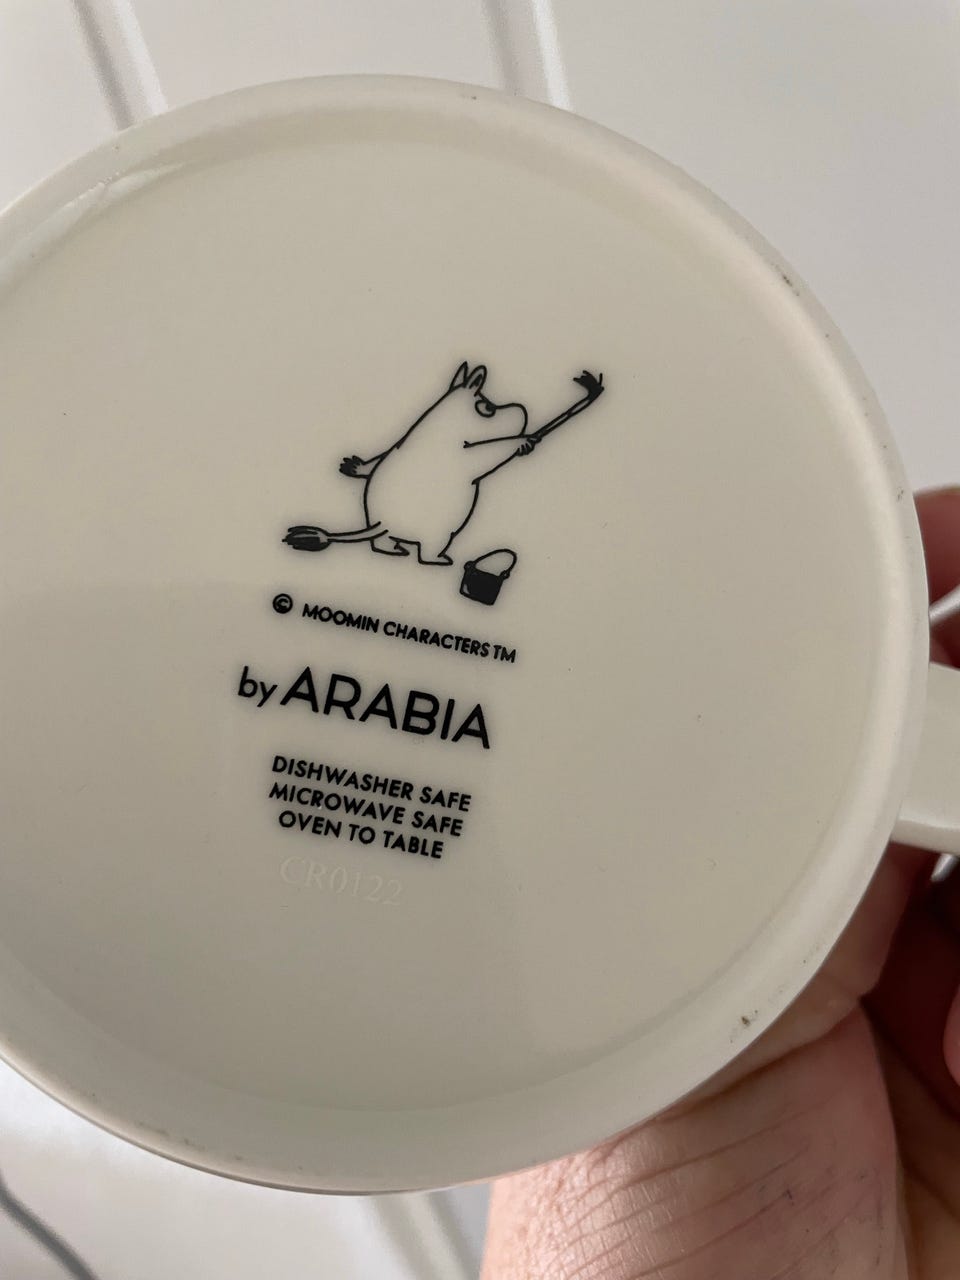 © MOOMIN CHARACTERS TM
by ARABIA
DISHWASHER SAFE
MICROWAVE SAFE
OVEN TO TABLE
CR0122